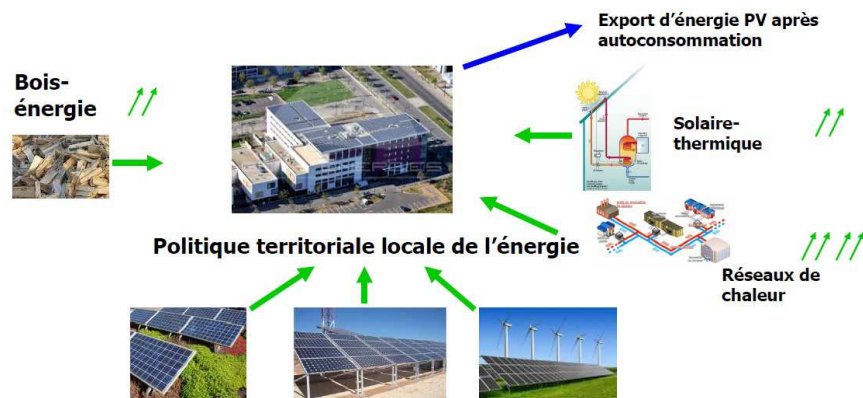 Export d'énergie PV après
autoconsommation
Bois-
énergie
Solaire-
thermique
Politique territoriale locale de l'énergie
Réseaux de
chaleur